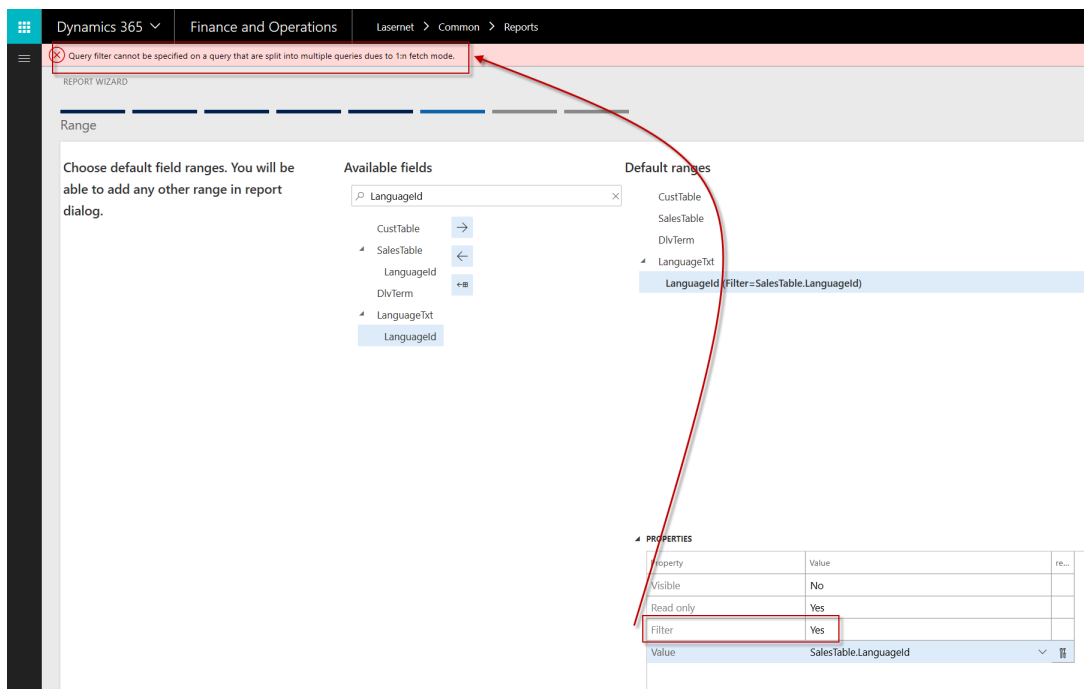 Dynamics 365 Finance and Operations Lasernet > Common > Reports
Query filter cannot be specified on a query that are split into multiple queries dues to 1:n fetch mode.
REPORT WIZARD
Range
Choose default field ranges. You will be
able to add any other range in report
dialog.
Available fields
LanguageId
CustTable
SalesTable
LanguageId
DlvTerm
LanguageTxt
LanguageId
Default ranges
CustTable
SalesTable
DlvTerm
LanguageTxt
LanguageId (Filter=SalesTable.LanguageId)
PROPERTIES
Property Value re...
Visible No
Read only Yes
Filter Yes
Value SalesTable.LanguageId